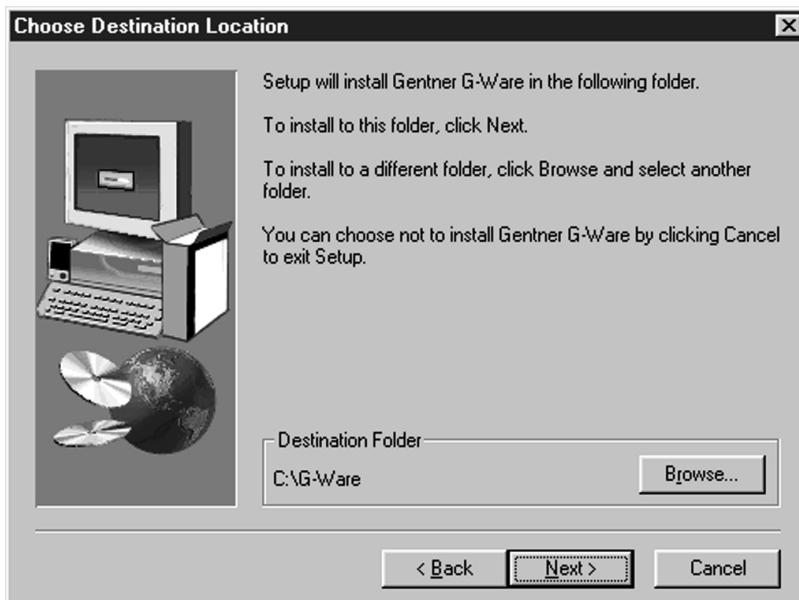 Choose Destination Location
Setup will install Gentner G-Ware in the following folder.
To install to this folder, click Next.
To install to a different folder, click Browse and select another
folder.
You can choose not to install Gentner G-Ware by clicking Cancel
to exit Setup.
Destination Folder
C:\G-Ware
Browse...
< Back
Next >
Cancel